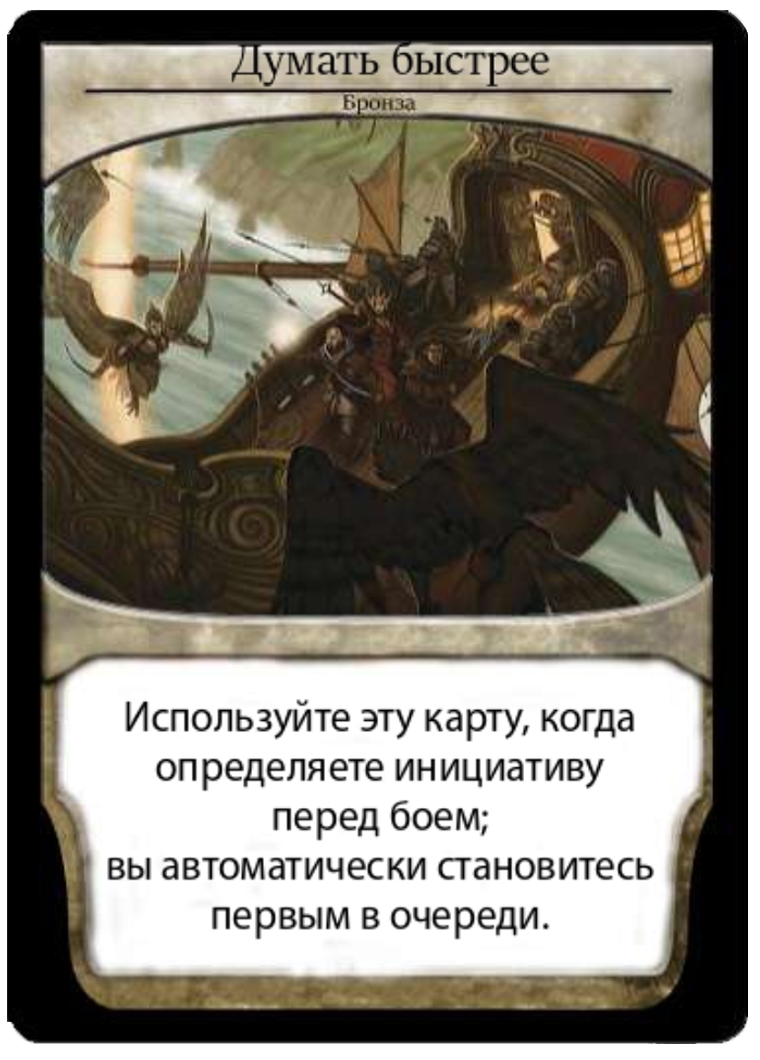 Думать быстрее
Бронза
Используйте эту карту, когда
определяете инициативу
перед боем;
вы автоматически становитесь
первым в очереди.